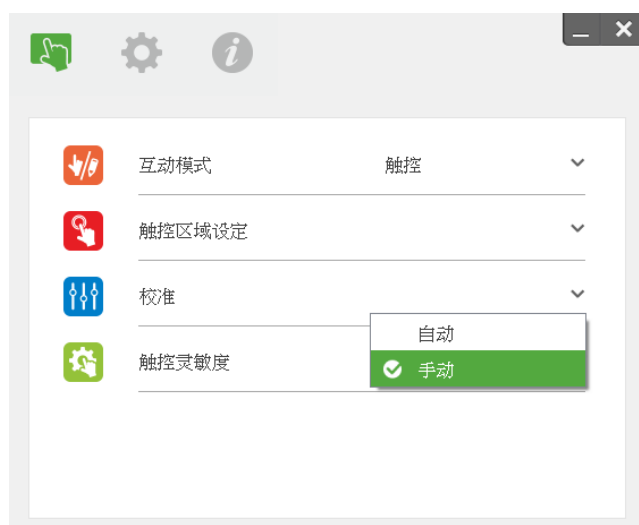 互动模式 触控
触控区域设定
校准
自动
触控灵敏度
手动